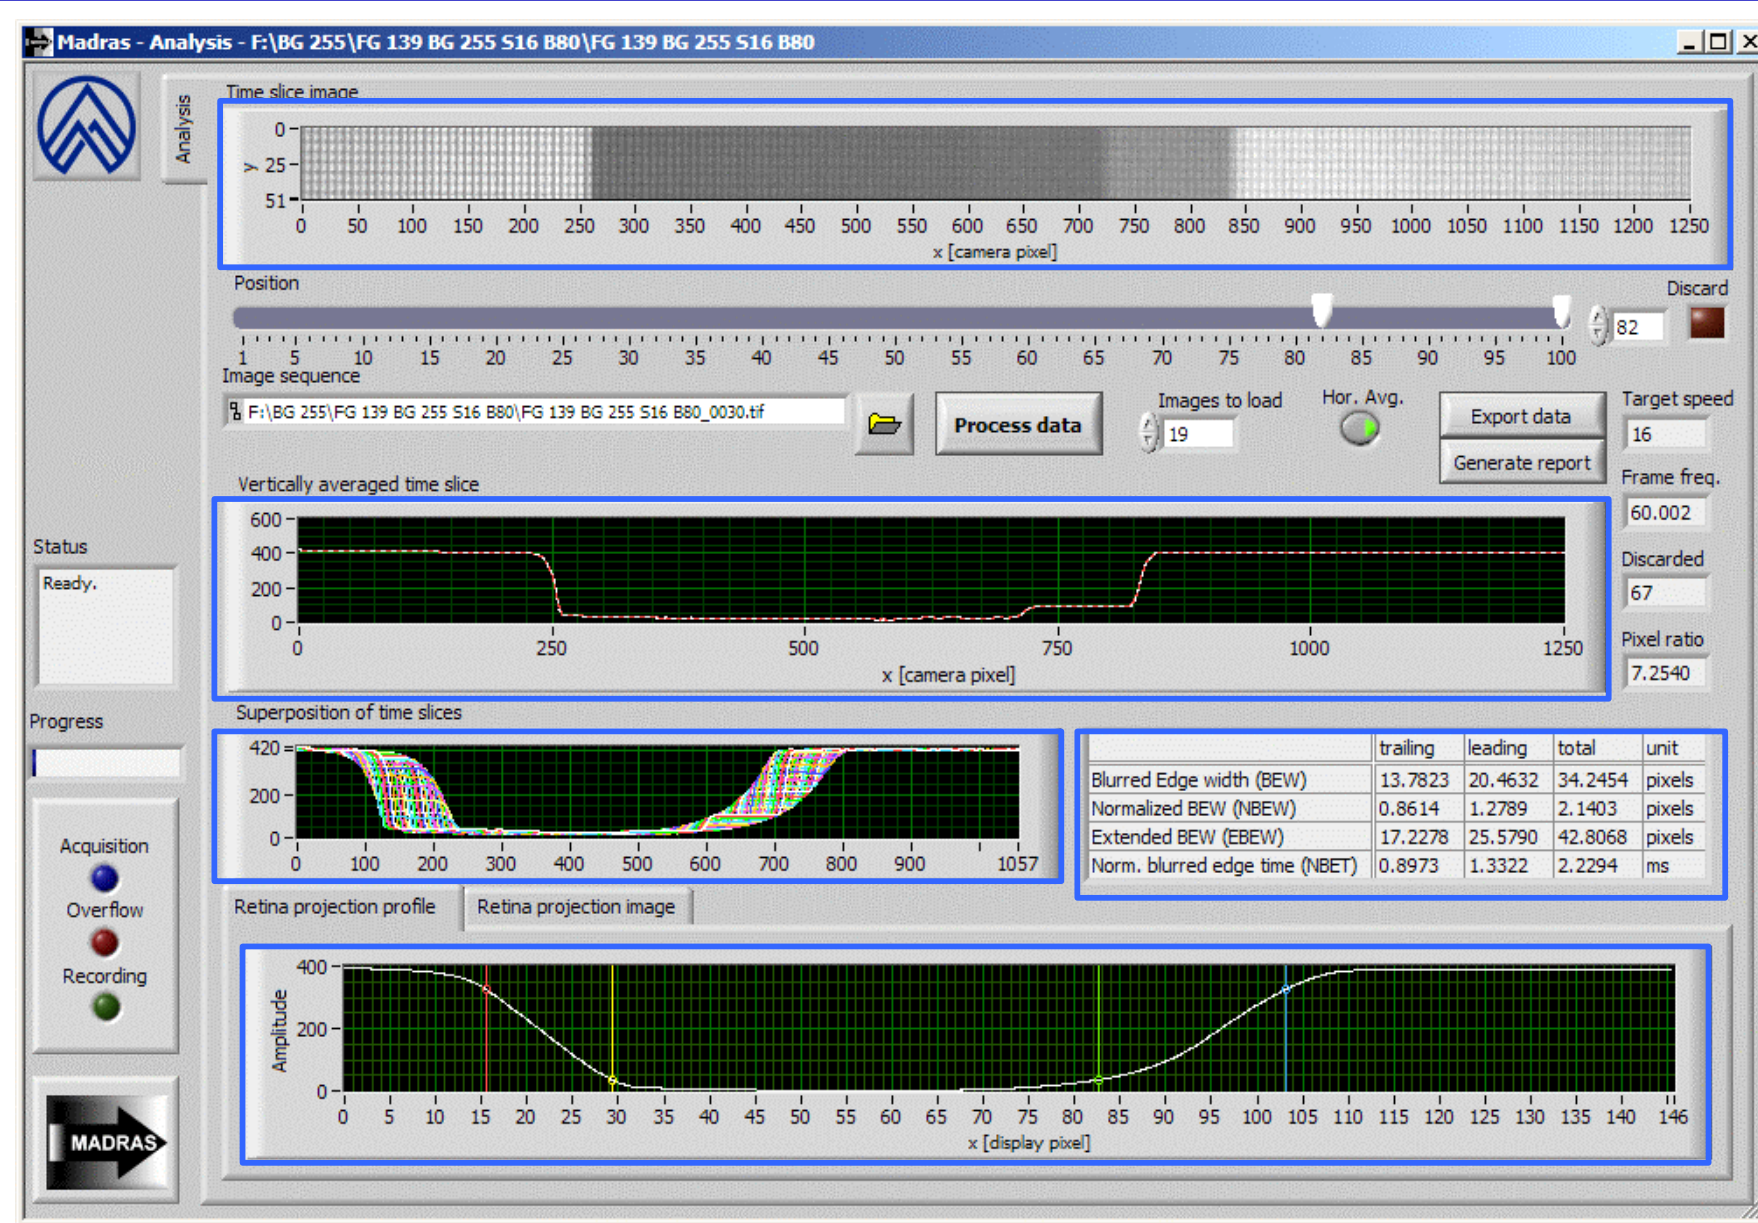 Madras - Analysis - F:\BG 255\FG 139 BG 255 S16 B80\FG 139 BG 255 S16 B80
Analysis
Time slice image
y
0
25
51
0 50 100 150 200 250 300 350 400 450 500 550 600 650 700 750 800 850 900 950 1000 1050 1100 1150 1200 1250
x [camera pixel]
Position
Discard
82
1 5 10 15 20 25 30 35 40 45 50 55 60 65 70 75 80 85 90 95 100
Image sequence
F:\BG 255\FG 139 BG 255 S16 B80\FG 139 BG 255 S16 B80_0030.tif
Process data
Images to load
19
Hor. Avg.
Export data
Generate report
Target speed
16
Frame freq.
60.002
Discarded
67
Pixel ratio
7.2540
Vertically averaged time slice
600
400
200
0
0 250 500 750 1000 1250
x [camera pixel]
Status
Ready.
Progress
Superposition of time slices
420
200
0
0 100 200 300 400 500 600 700 800 900 1057
trailing leading total unit
Blurred Edge width (BEW) 13.7823 20.4632 34.2454 pixels
Normalized BEW (NBEW) 0.8614 1.2789 2.1403 pixels
Extended BEW (EBEW) 17.2278 25.5790 42.8068 pixels
Norm. blurred edge time (NBET) 0.8973 1.3322 2.2294 ms
Acquisition
Overflow
Recording
Retina projection profile
Retina projection image
Amplitude
400
200
0
0 5 10 15 20 25 30 35 40 45 50 55 60 65 70 75 80 85 90 95 100 105 110 115 120 125 130 135 140 146
x [display pixel]
MADRAS